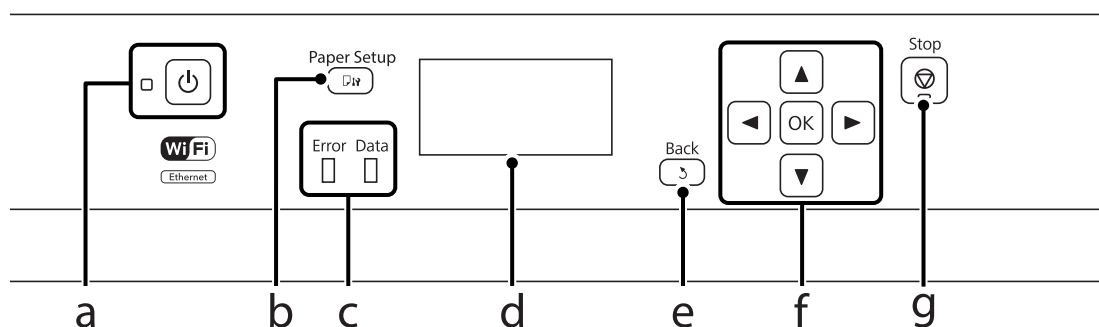 Stop
Paper Setup
OK
Error Data
WiFi
Back
Ethernet
a b c d e f g